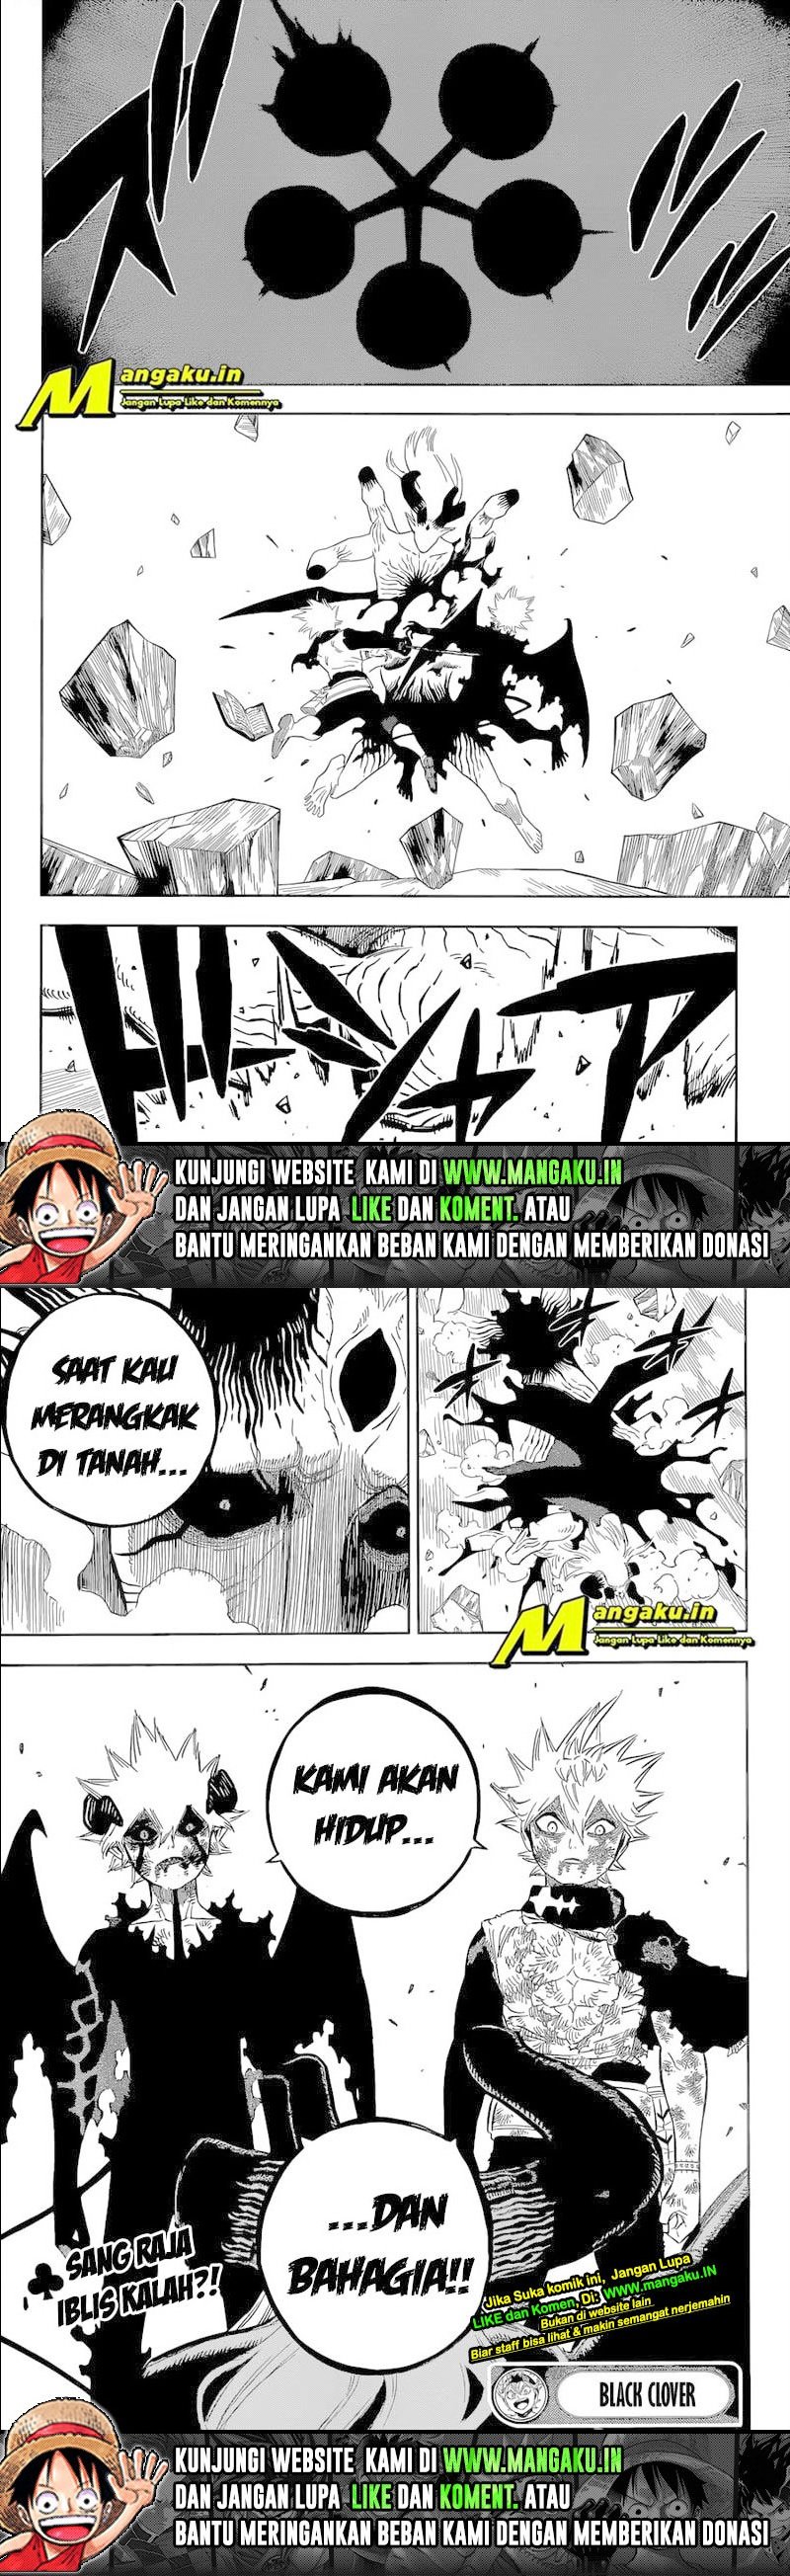 Mangaku.in
Jangan Lupa Like dan Komennya
ズ
KUNJUNGI WEBSITE KAMI DI WWW.MANGAKU.IN
DAN JANGAN LUPA LIKE DAN KOMENT. ATAU
BANTU MERINGANKAN BEBAN KAMI DENGAN MEMBERIKAN DONASI
SAAT KAU
MERANGKAK
DI TANAH...
Mangaku.in
Jangan Lupa Like dan Komennya
KAMI AKAN
HIDUP...
...DAN
BAHAGIA!!
SANG RAJA
IBLIS KALAH?!
Jika Suka komik ini, Jangan Lupa
LIKE dan Komen, Di: WWW.mangaku.IN
Bukan di website lain
Biar staff bisa lihat & makin semangat nerjemahin
BLACK CLOVER
KUNJUNGI WEBSITE KAMI DI WWW.MANGAKU.IN
DAN JANGAN LUPA LIKE DAN KOMENT. ATAU
BANTU MERINGANKAN BEBAN KAMI DENGAN MEMBERIKAN DONASI